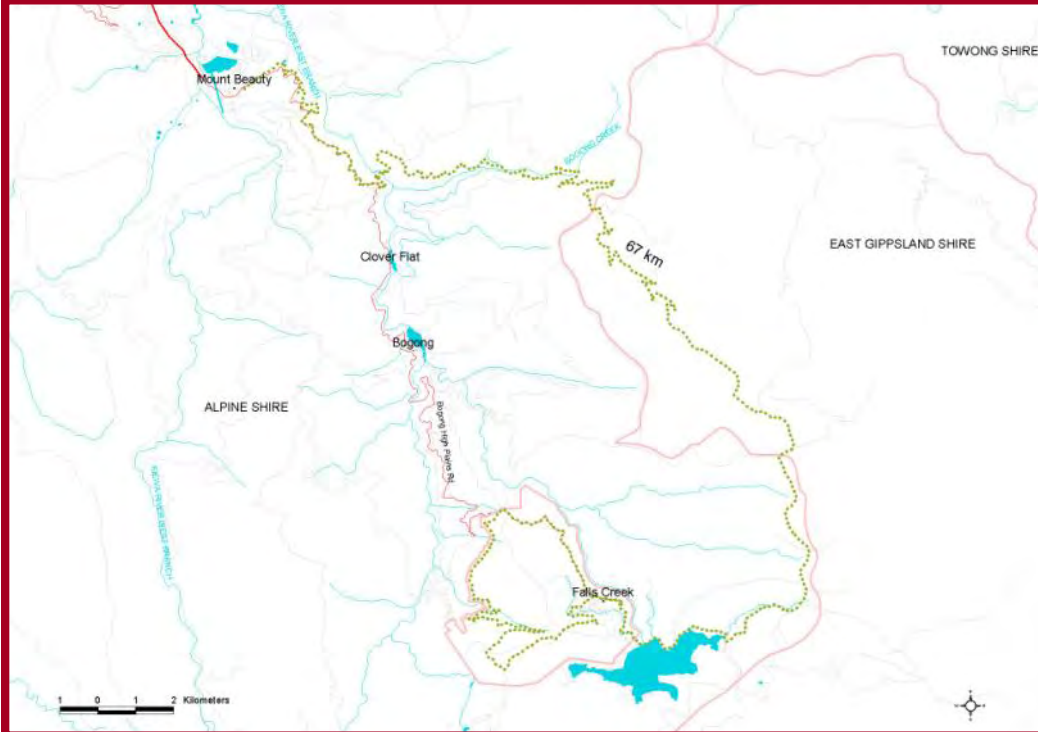 TOWONG SHIRE
Mount Beauty
EAST GIPPSLAND SHIRE
67 km
Clover Flat
Bogong
ALPINE SHIRE
Bogong High Plains Rd
Falls Creek
1 0 1 2 Kilometers